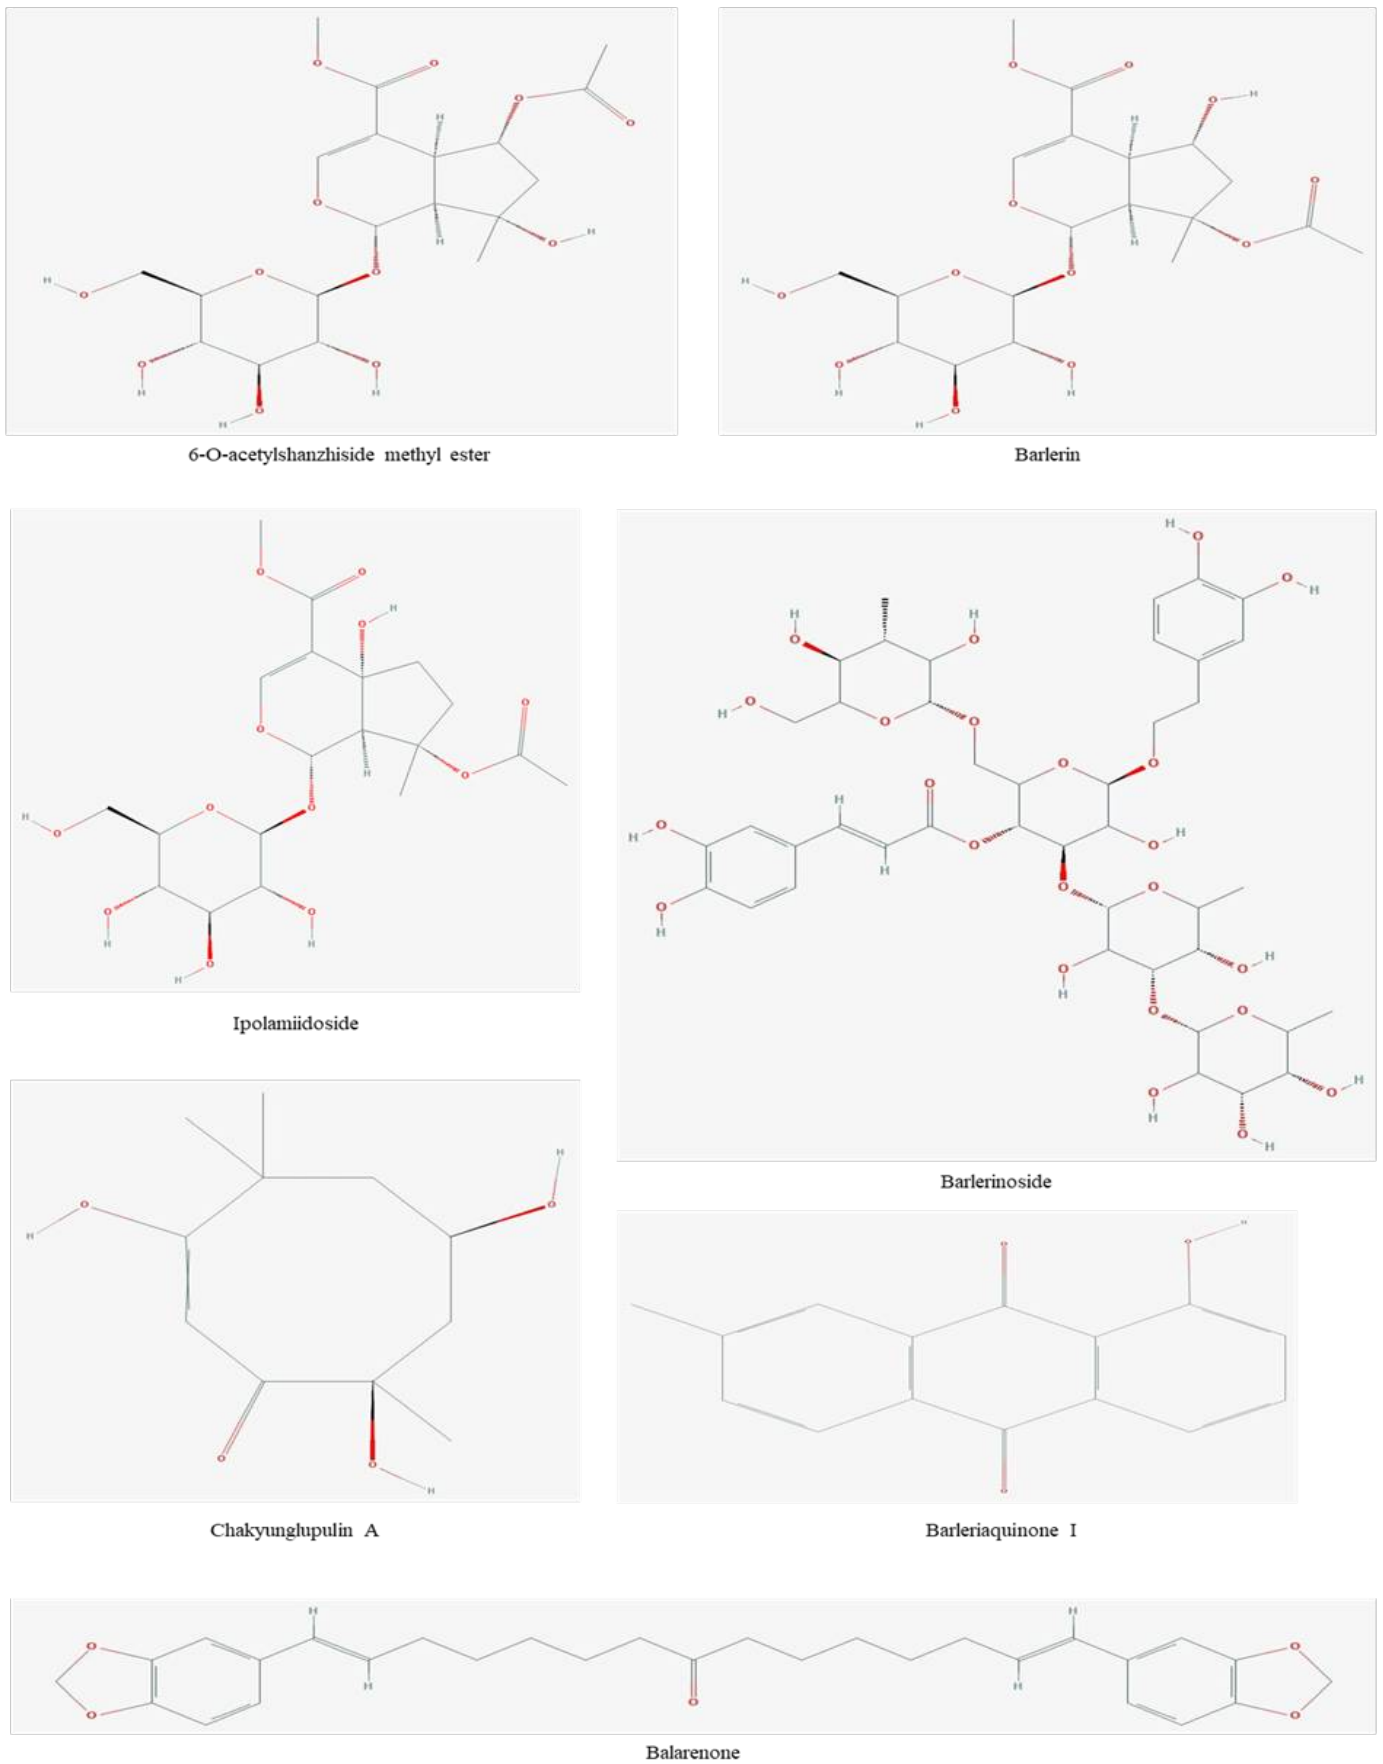 6-O-acetylshanzhiside methyl ester
Barlerin
Ipolamiidoside
Barlerinoside
Chakyunglupulin A
Barleriaquinone I
Balarenone